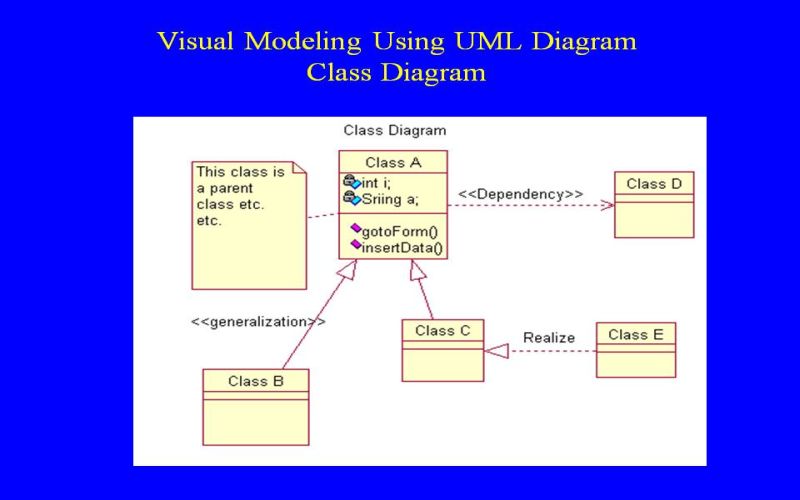 Visual Modeling Using UML Diagram
Class Diagram
Class Diagram
This class is
a parent
class etc.
etc.
Class A
int i;
Sriing a;
gotoForm()
insertData()
<<Dependency>>
Class D
<<generalization>>
Class C
Realize
Class E
Class B